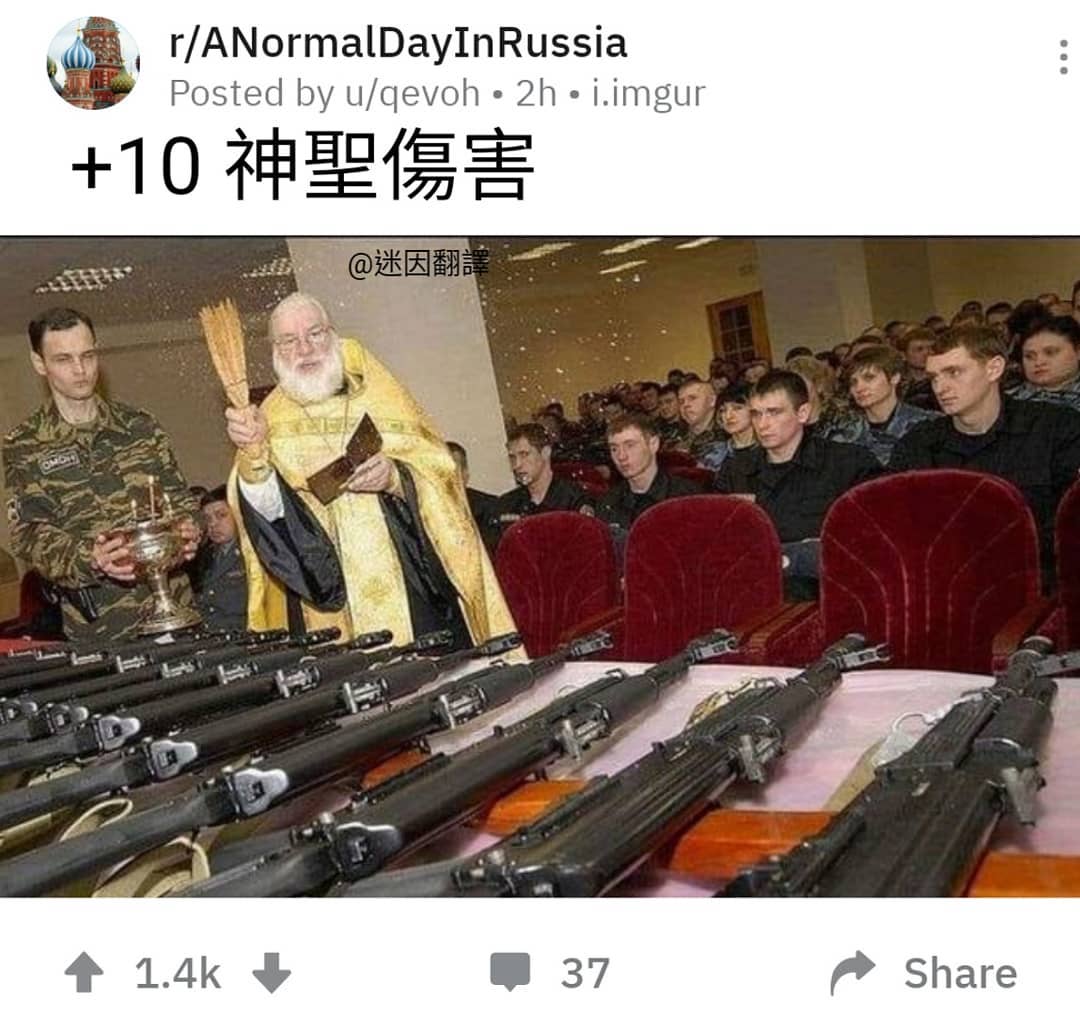 r/ANormalDayInRussia
Posted by u/qevoh • 2h • i.imgur
+10 神聖傷害
@迷因翻譯
ОМОН
1.4k
37
Share